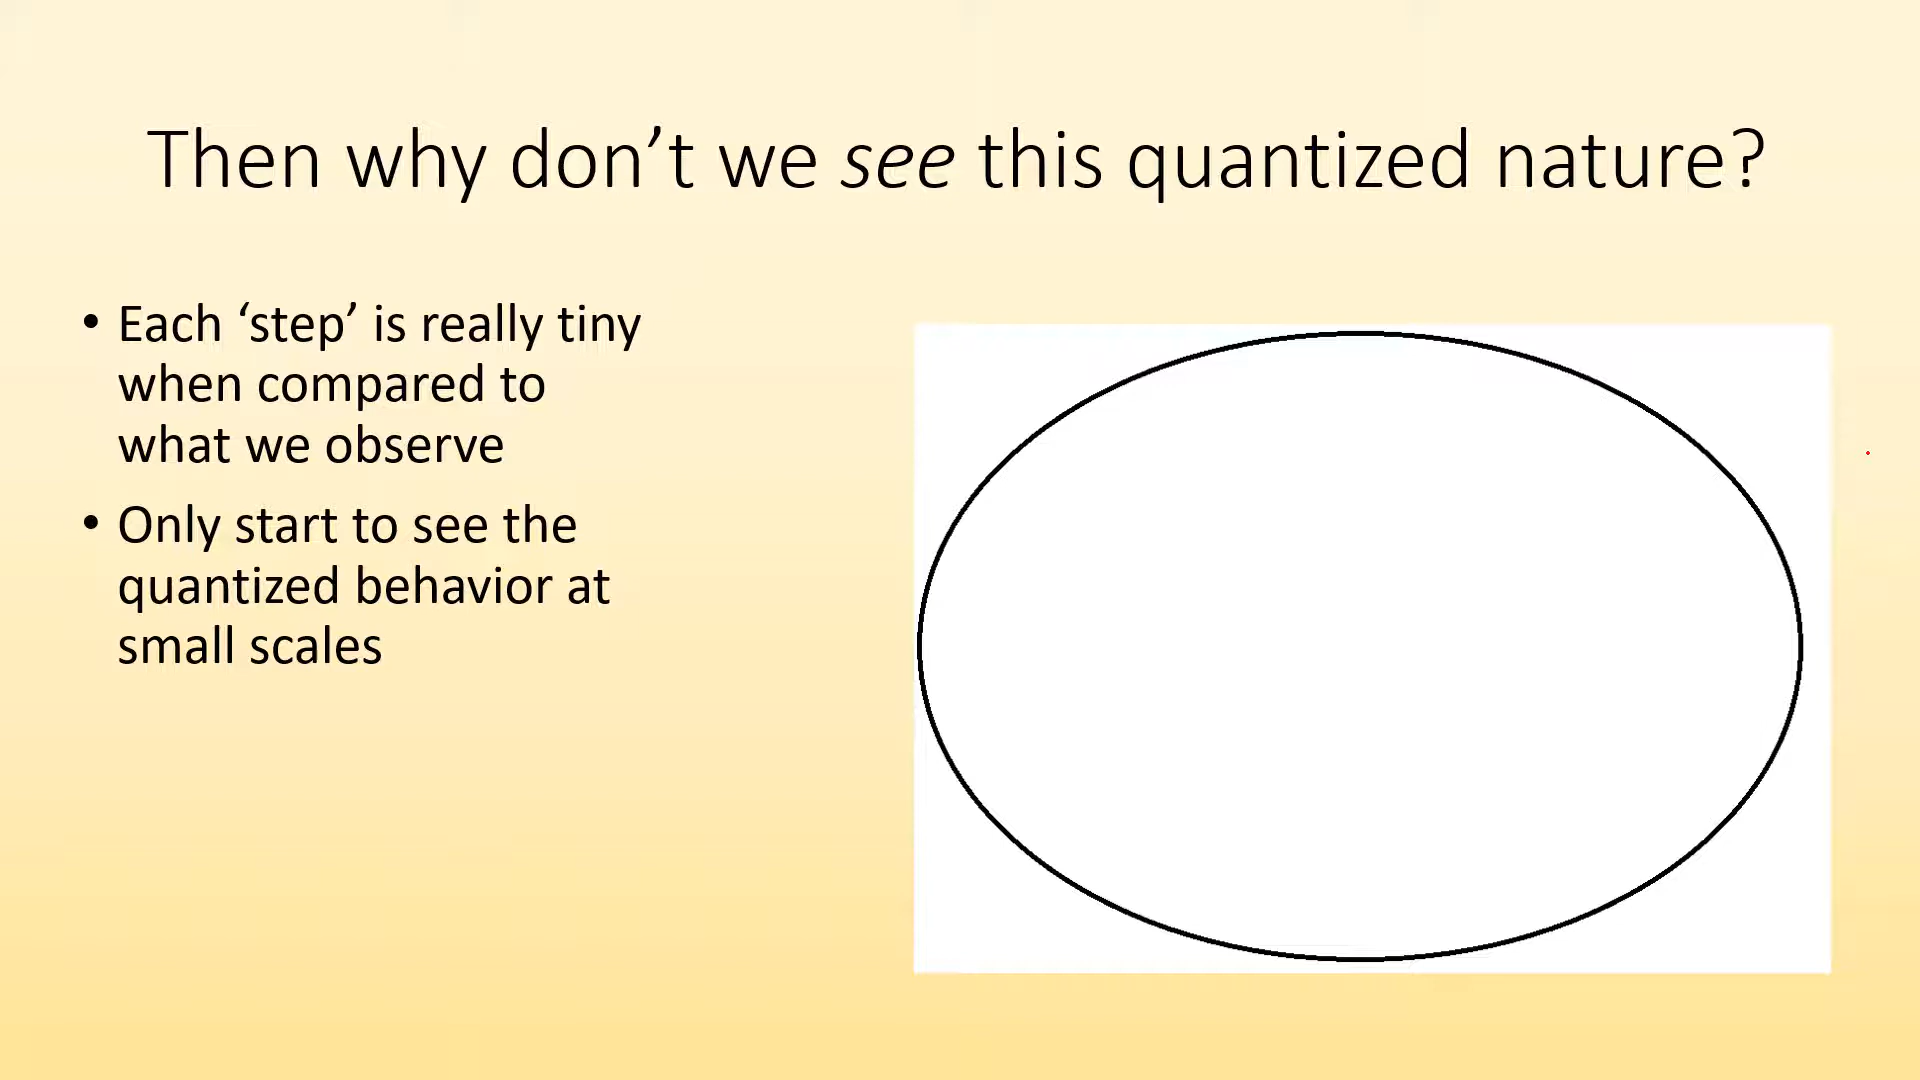 Then why don’t we see this quantized nature?
• Each ‘step’ is really tiny
when compared to
what we observe
• Only start to see the
quantized behavior at
small scales